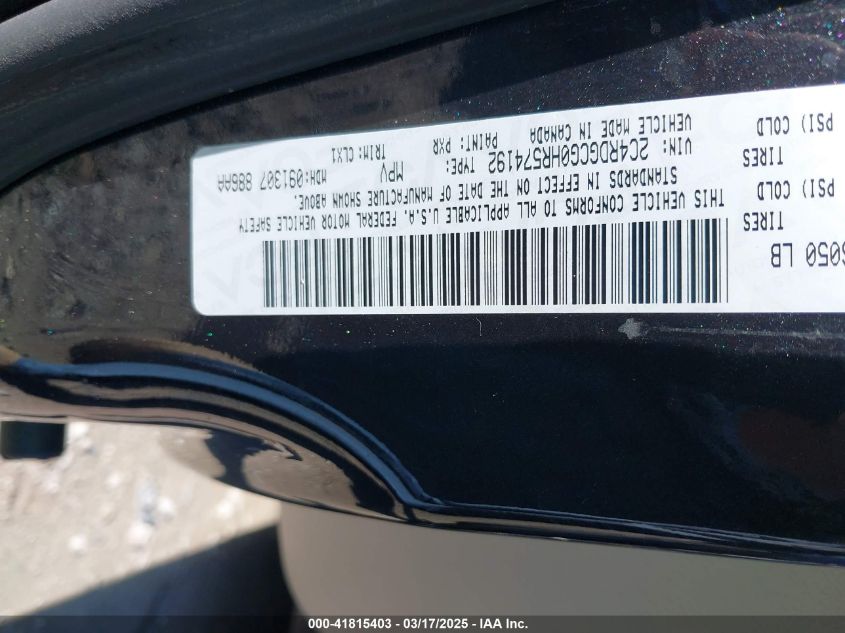 6050 LB
TIRES
PSI) COLD
TIRES
PSI) COLD
THIS VEHICLE CONFORMS TO ALL APPLICABLE U.S.A. FEDERAL MOTOR VEHICLE SAFETY
STANDARDS IN EFFECT ON THE DATE OF MANUFACTURE SHOWN ABOVE.
VIN: 2C4RDGCG0HR574192 TYPE: MPV MDH:091307 886AA
VEHICLE MADE IN CANADA PAINT: PXR TRIM: CLX1
000-41815403 - 03/17/2025 - IAA Inc.